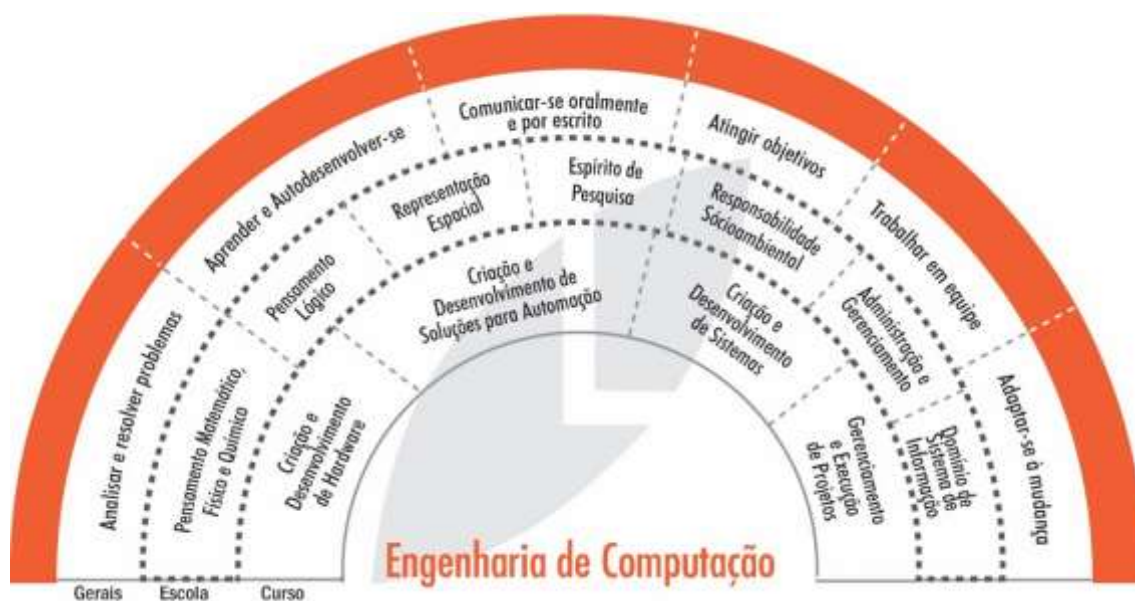 Analisar e resolver problemas
Aprender e Autodesenvolver-se
Comunicar-se oralmente
e por escrito
Atingir objetivos
Trabalhar em equipe
Adaptar-se à mudança
Pensamento Matemático,
Físico e Químico
Pensamento
Lógico
Representação
Espacial
Espírito de
Pesquisa
Responsabilidade
Sócioambiental
Administração e
Gerenciamento
Domínio de
Sistema de
Informação
Criação e
Desenvolvimento
de Hardware
Criação e
Desenvolvimento de
Soluções para Automação
Criação e
Desenvolvimento
de Sistemas
Gerenciamento
e Execução
de Projetos
Engenharia de Computação
Gerais Escola Curso